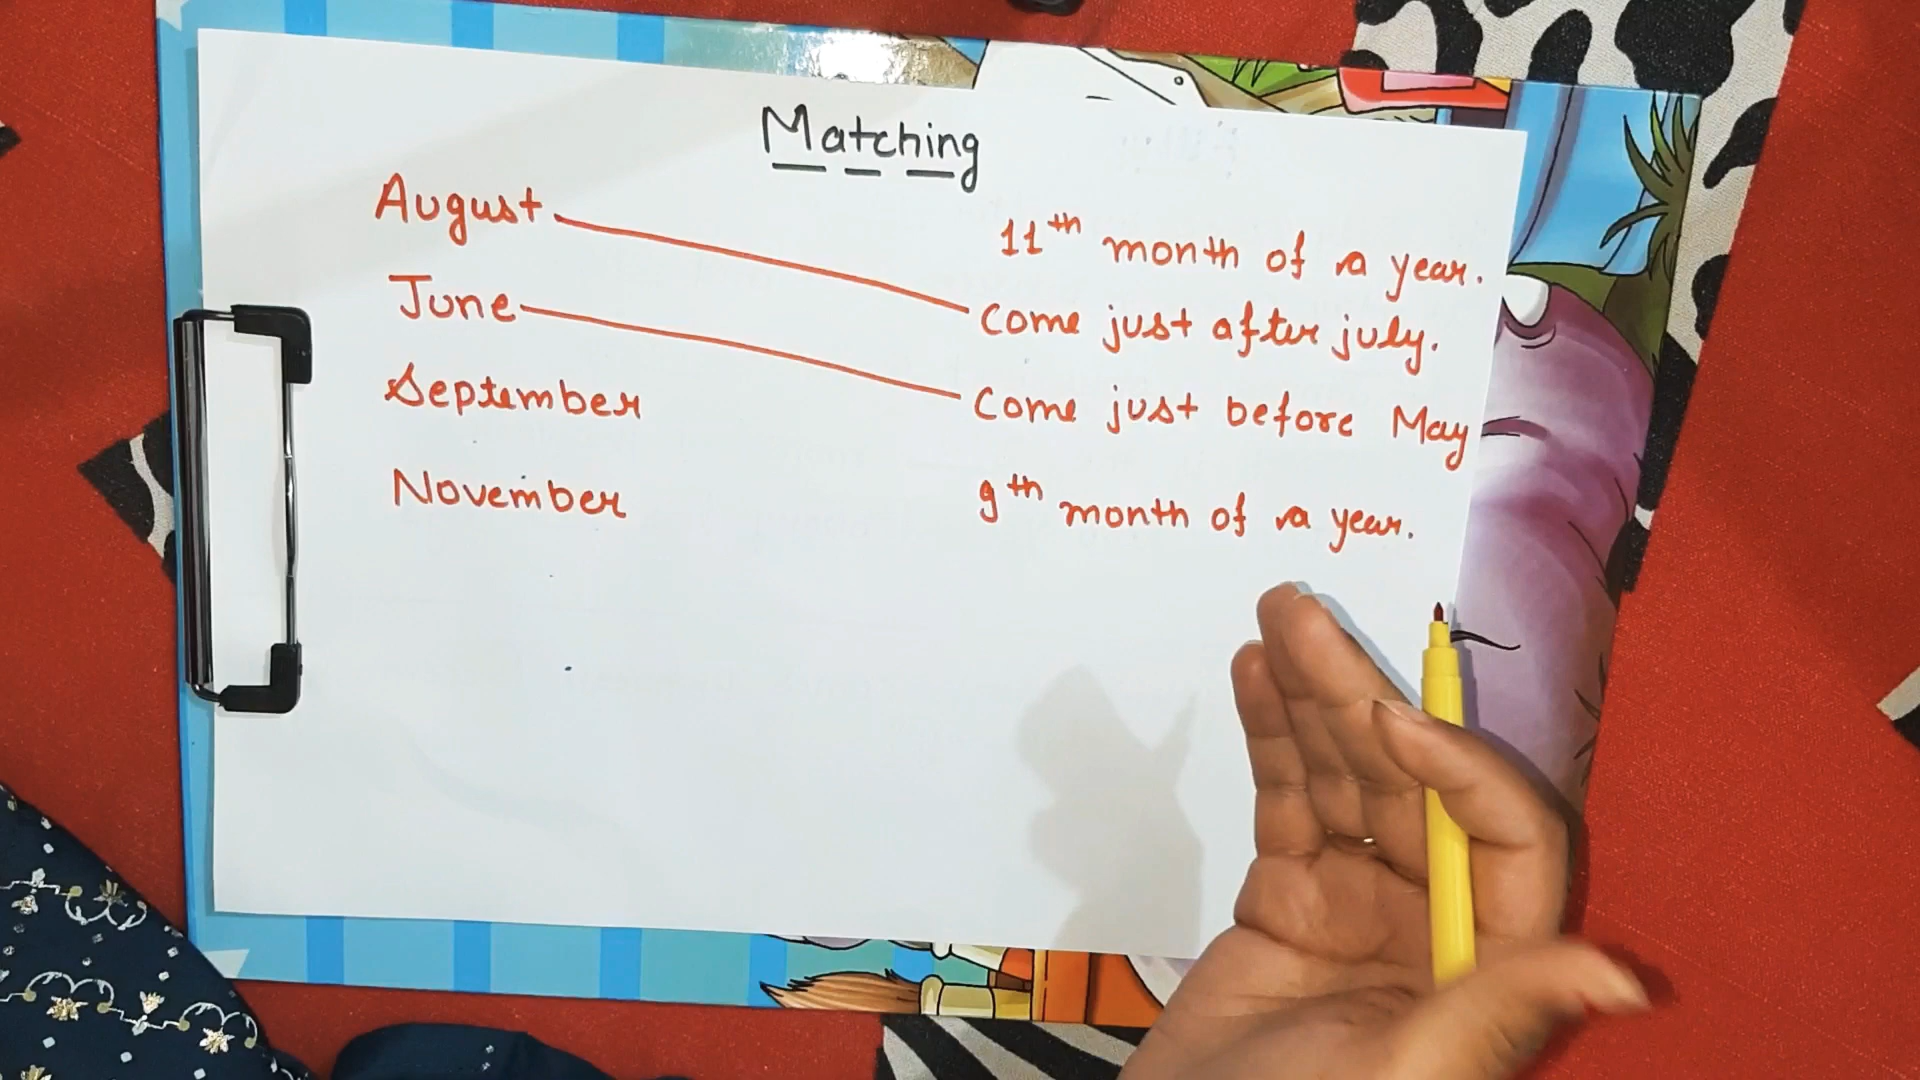 Matching
August
11th month of a year.
June
Come just after july.
September
Come just before May
November
9th month of a year.